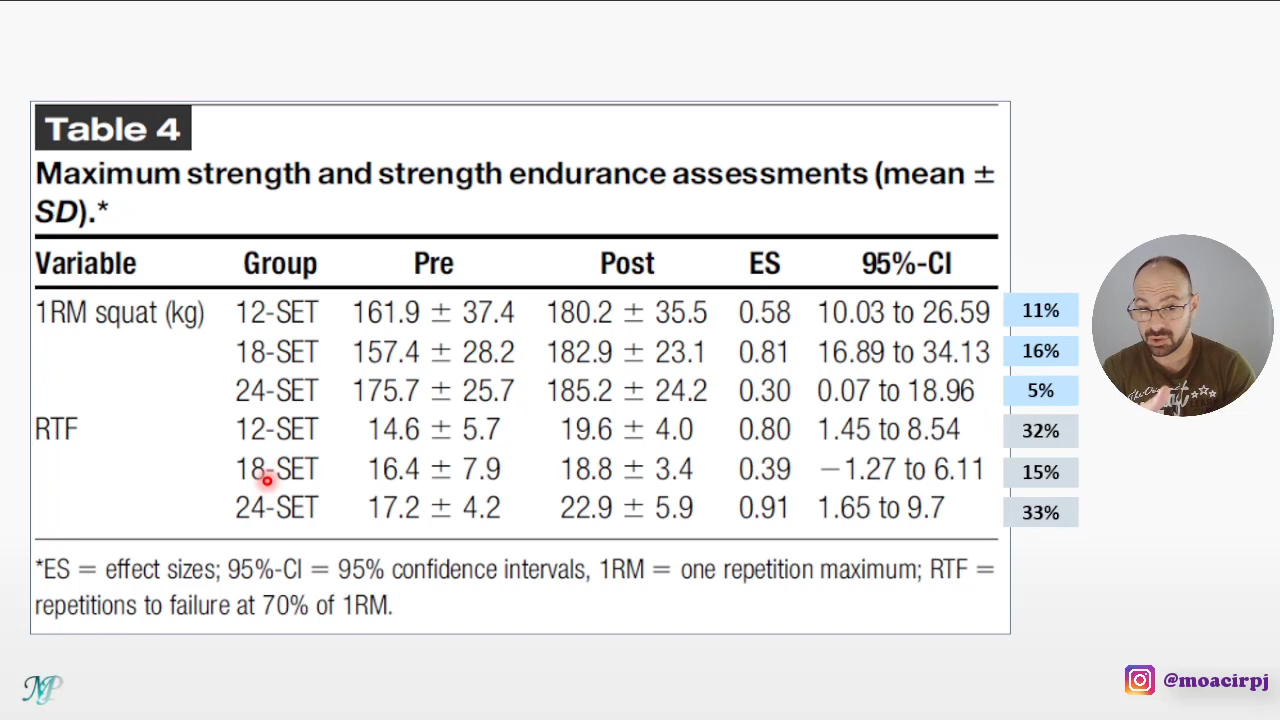 Table 4
Maximum strength and strength endurance assessments (mean ±
SD).*
Variable Group Pre Post ES 95%-CI
1RM squat (kg) 12-SET 161.9 ± 37.4 180.2 ± 35.5 0.58 10.03 to 26.59 11%
18-SET 157.4 ± 28.2 182.9 ± 23.1 0.81 16.89 to 34.13 16%
24-SET 175.7 ± 25.7 185.2 ± 24.2 0.30 0.07 to 18.96 5%
RTF 12-SET 14.6 ± 5.7 19.6 ± 4.0 0.80 1.45 to 8.54 32%
18-SET 16.4 ± 7.9 18.8 ± 3.4 0.39 −1.27 to 6.11 15%
24-SET 17.2 ± 4.2 22.9 ± 5.9 0.91 1.65 to 9.7 33%
*ES = effect sizes; 95%-CI = 95% confidence intervals, 1RM = one repetition maximum; RTF =
repetitions to failure at 70% of 1RM.
MP
@moacirpj